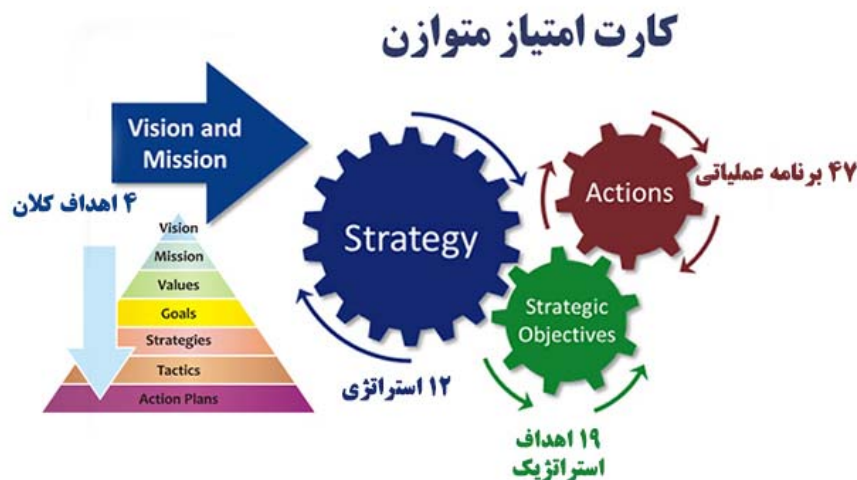 کارت امتیاز متوازن
Vision and
Mission
۴ اهداف کلان
Vision
Mission
Values
Goals
Strategies
Tactics
Action Plans
Strategy
۱۲ استراتژی
Actions
۴۷ برنامه عملیاتی
Strategic
Objectives
۱۹ اهداف
استراتژیک